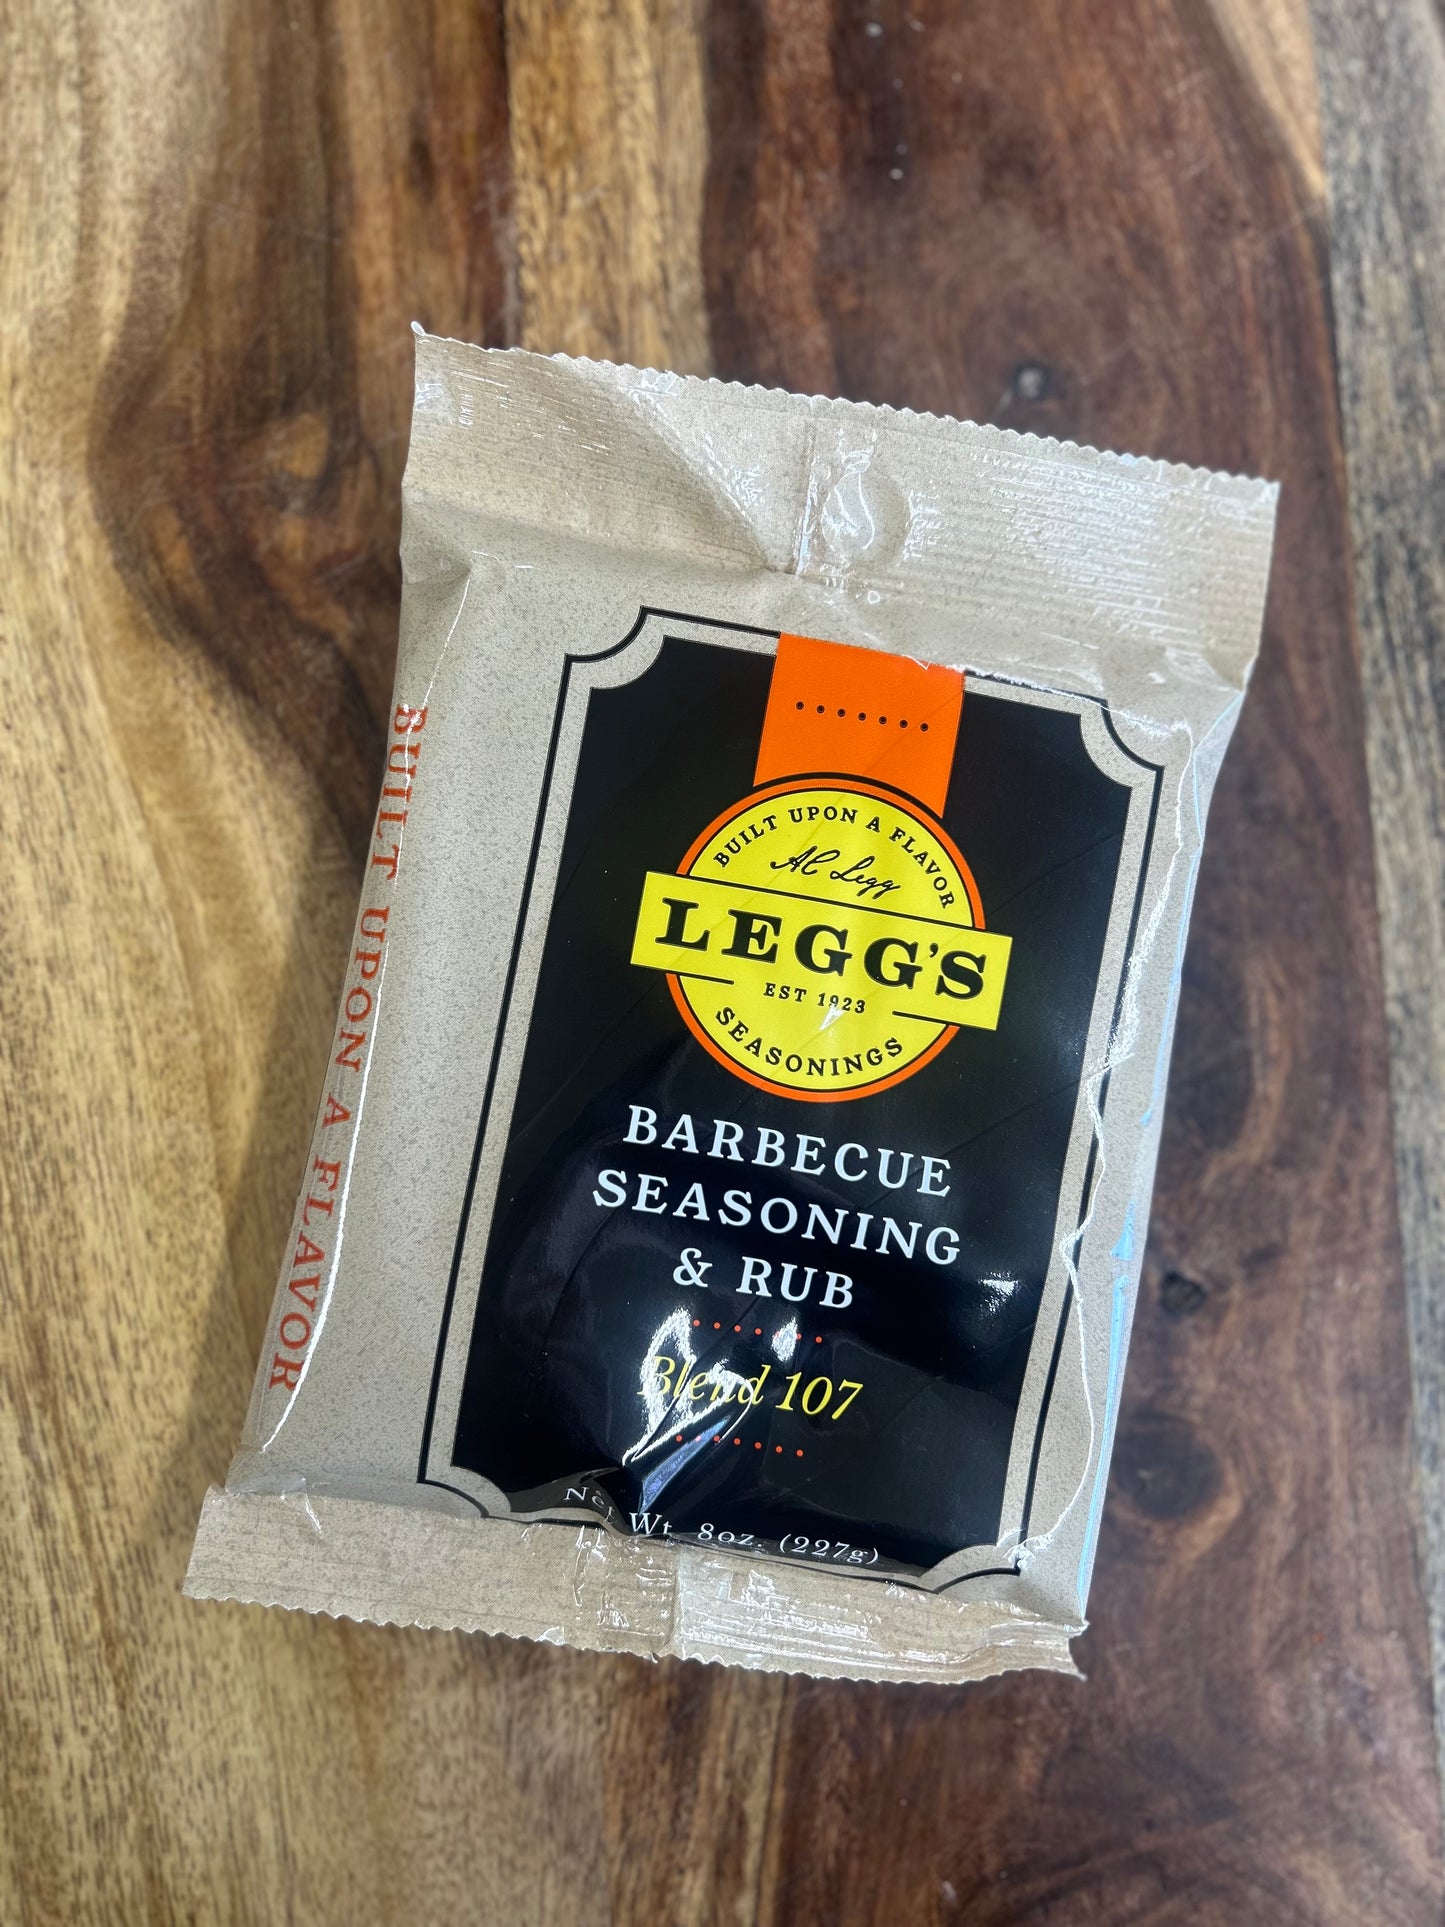 BUILT UPON A FLAVOR
Al Legg
LEGG'S
EST 1923
SEASONINGS
BARBECUE
SEASONING
& RUB
Blend 107
Net Wt. 8oz. (227g)
BUILT UPON A FLAVOR